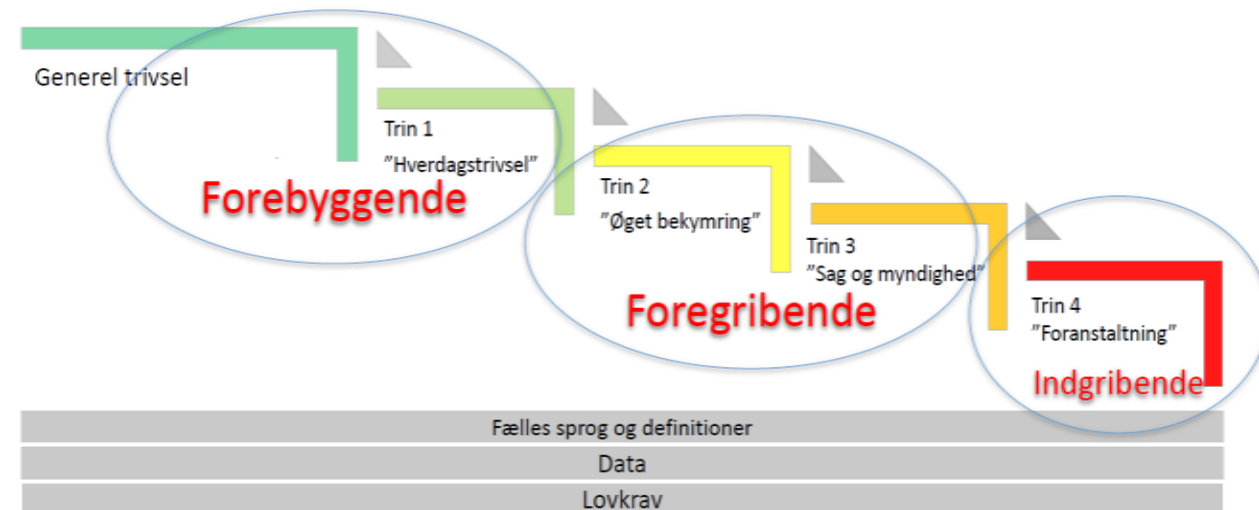 Generel trivsel
Trin 1
”Hverdagstrivsel”
Forebyggende
Trin 2
”Øget bekymring”
Trin 3
”Sag og myndighed”
Foregribende
Trin 4
”Foranstaltning”
Indgribende
Fælles sprog og definitioner
Data
Lovkrav